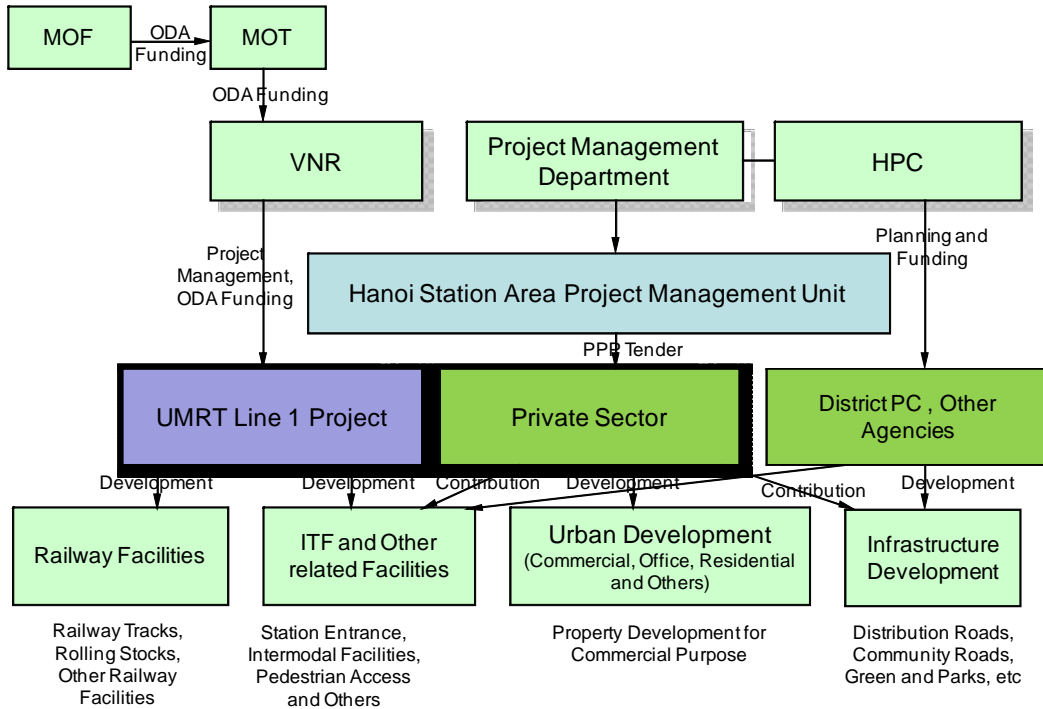 MOF
ODA
Funding
MOT
ODA Funding
VNR
Project Management
Department
HPC
Project
Management,
ODA Funding
Planning and
Funding
Hanoi Station Area Project Management Unit
PPP Tender
UMRT Line 1 Project
Private Sector
District PC , Other
Agencies
Development
Development
Contribution
Development
Contribution
Development
Railway Facilities
ITF and Other
related Facilities
Urban Development
(Commercial, Office, Residential
and Others)
Infrastructure
Development
Railway Tracks,
Rolling Stocks,
Other Railway
Facilities
Station Entrance,
Intermodal Facilities,
Pedestrian Access
and Others
Property Development for
Commercial Purpose
Distribution Roads,
Community Roads,
Green and Parks, etc